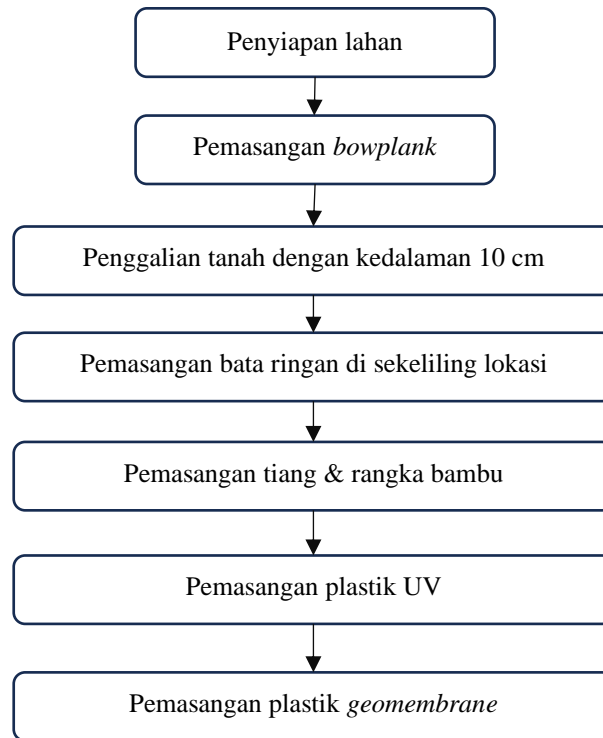 Penyiapan lahan
Pemasangan bowplank
Penggalian tanah dengan kedalaman 10 cm
Pemasangan bata ringan di sekeliling lokasi
Pemasangan tiang & rangka bambu
Pemasangan plastik UV
Pemasangan plastik geomembrane